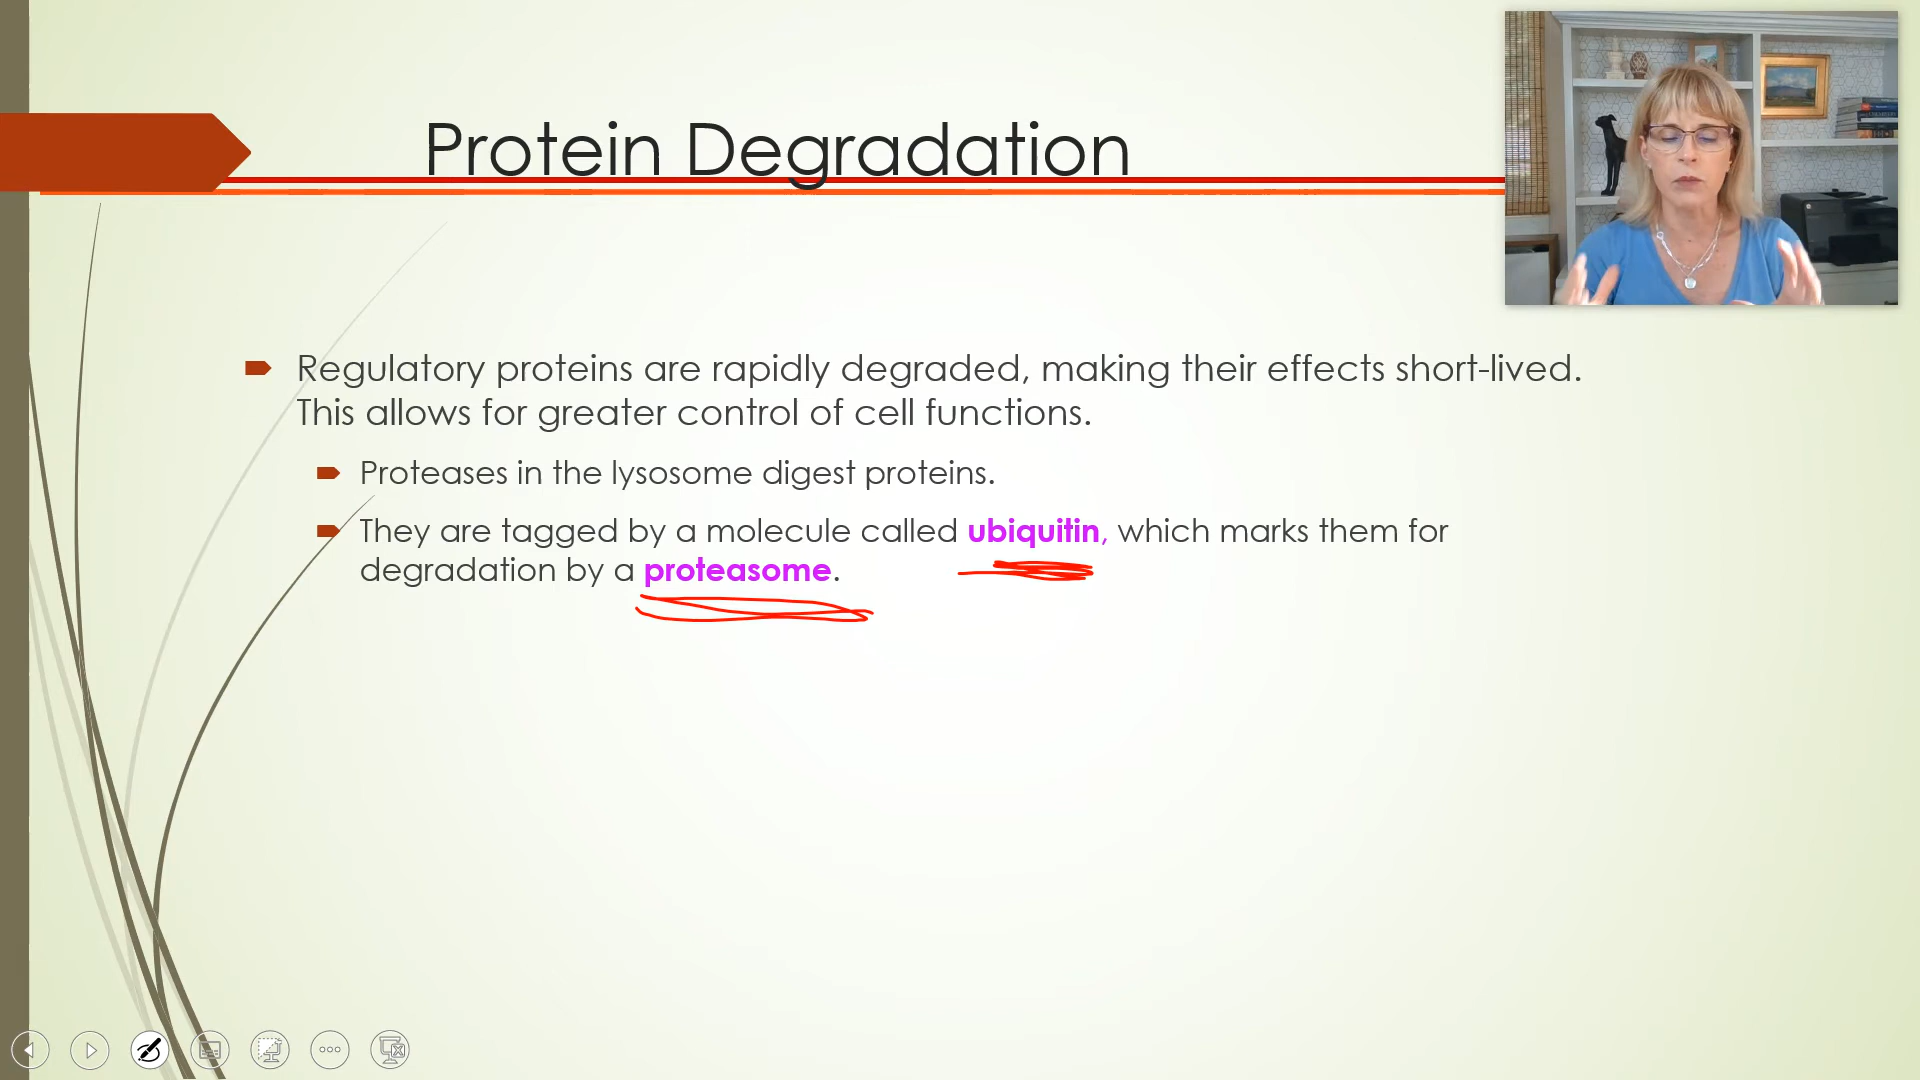 Protein Degradation
Regulatory proteins are rapidly degraded, making their effects short-lived.
This allows for greater control of cell functions.
Proteases in the lysosome digest proteins.
They are tagged by a molecule called ubiquitin, which marks them for
degradation by a proteasome.